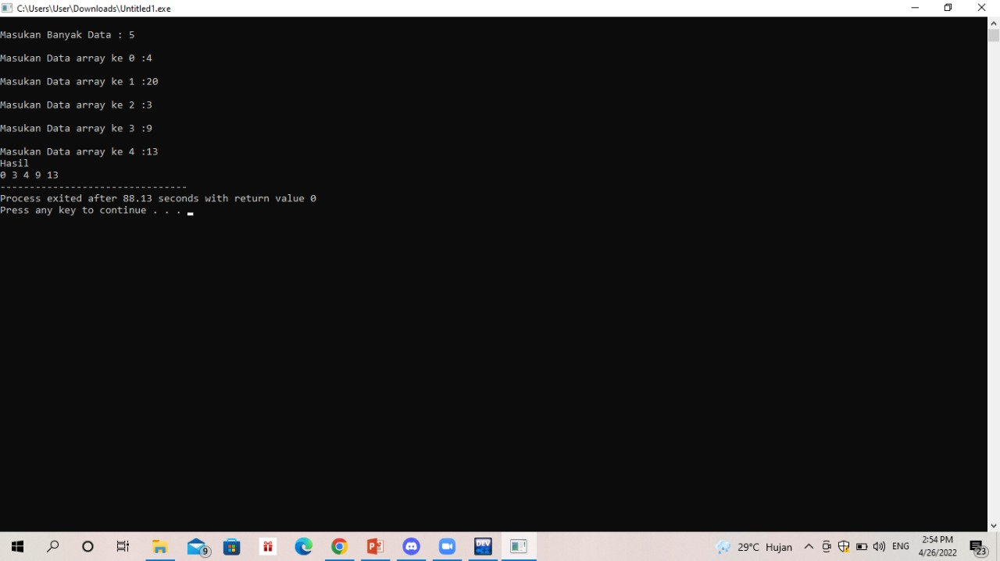 C:\Users\User\Downloads\Untitled1.exe
Masukan Banyak Data : 5
Masukan Data array ke 0 :4
Masukan Data array ke 1 :20
Masukan Data array ke 2 :3
Masukan Data array ke 3 :9
Masukan Data array ke 4 :13
Hasil
0 3 4 9 13
--------------------------------
Process exited after 88.13 seconds with return value 0
Press any key to continue . . .
9
DEV
29°C Hujan
ENG
2:54 PM
4/26/2022
23